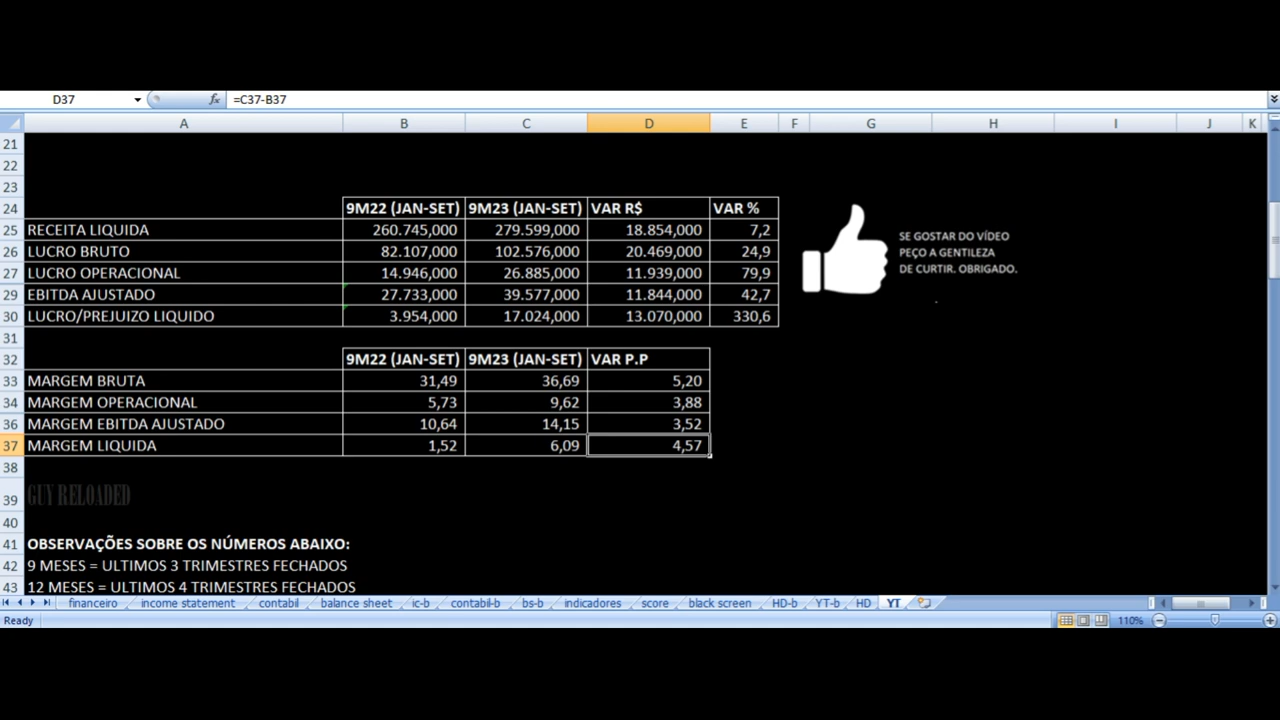 D37 fx =C37-B37
A B C D E F G H I J K
21
22
23
24 9M22 (JAN-SET) 9M23 (JAN-SET) VAR R$ VAR %
25 RECEITA LIQUIDA 260.745,000 279.599,000 18.854,000 7,2
26 LUCRO BRUTO 82.107,000 102.576,000 20.469,000 24,9
27 LUCRO OPERACIONAL 14.946,000 26.885,000 11.939,000 79,9
29 EBITDA AJUSTADO 27.733,000 39.577,000 11.844,000 42,7
30 LUCRO/PREJUIZO LIQUIDO 3.954,000 17.024,000 13.070,000 330,6
SE GOSTAR DO VÍDEO
PEÇO A GENTILEZA
DE CURTIR. OBRIGADO.
31
32 9M22 (JAN-SET) 9M23 (JAN-SET) VAR P.P
33 MARGEM BRUTA 31,49 36,69 5,20
34 MARGEM OPERACIONAL 5,73 9,62 3,88
36 MARGEM EBITDA AJUSTADO 10,64 14,15 3,52
37 MARGEM LIQUIDA 1,52 6,09 4,57
38
39 GUY RELOADED
40
41 OBSERVAÇÕES SOBRE OS NÚMEROS ABAIXO:
42 9 MESES = ULTIMOS 3 TRIMESTRES FECHADOS
43 12 MESES = ULTIMOS 4 TRIMESTRES FECHADOS
financeiro income statement contabil balance sheet ic-b contabil-b bs-b indicadores score black screen HD-b YT-b HD YT
Ready 110%